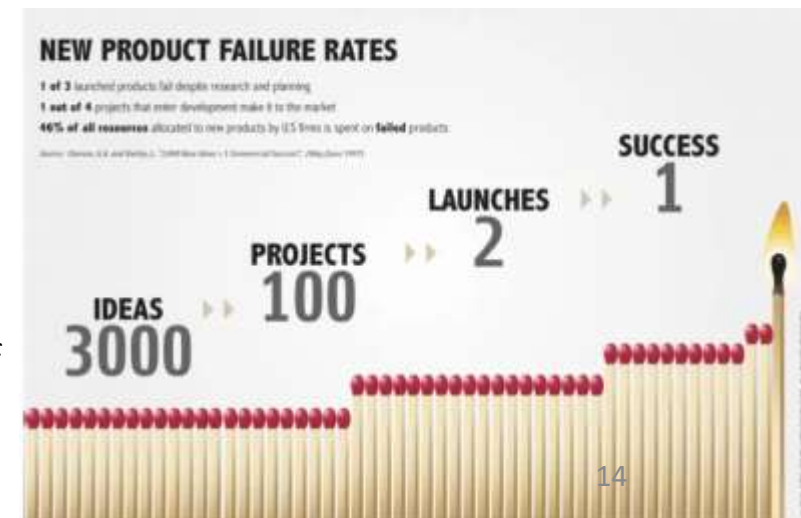 NEW PRODUCT FAILURE RATES
1 of 3 launched products fail despite research and planning
1 out of 4 projects that enter development make it to the market
46% of all resources allocated to new products by US firms is spent on failed products
IDEAS
3000
PROJECTS
100
LAUNCHES
2
SUCCESS
1
14